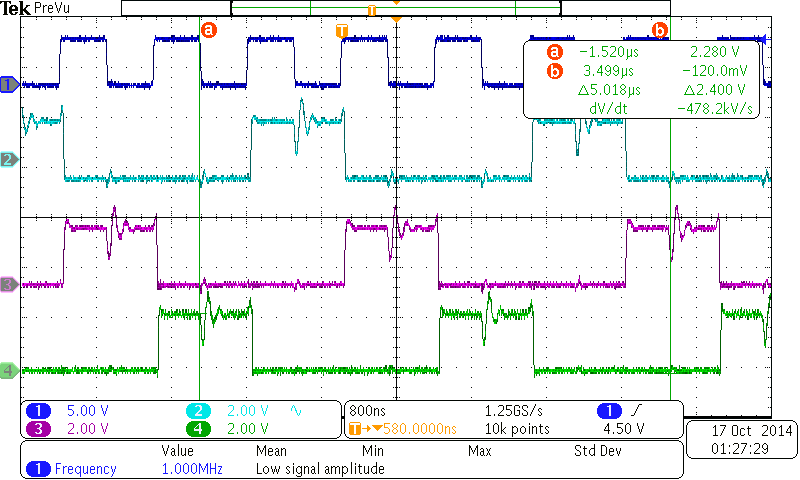 Tek PreVu
a
T
b
T
a −1.520µs 2.280 V
b 3.499µs −120.0mV
Δ5.018µs Δ2.400 V
dV/dt −478.2kV/s
1
2
3
4
1 5.00 V 2 2.00 V
3 2.00 V 4 2.00 V
800ns 1.25GS/s 1
T 580.0000ns 10k points 4.50 V
17 Oct 2014
01:27:29
Value Mean Min Max Std Dev
1 Frequency 1.000MHz Low signal amplitude